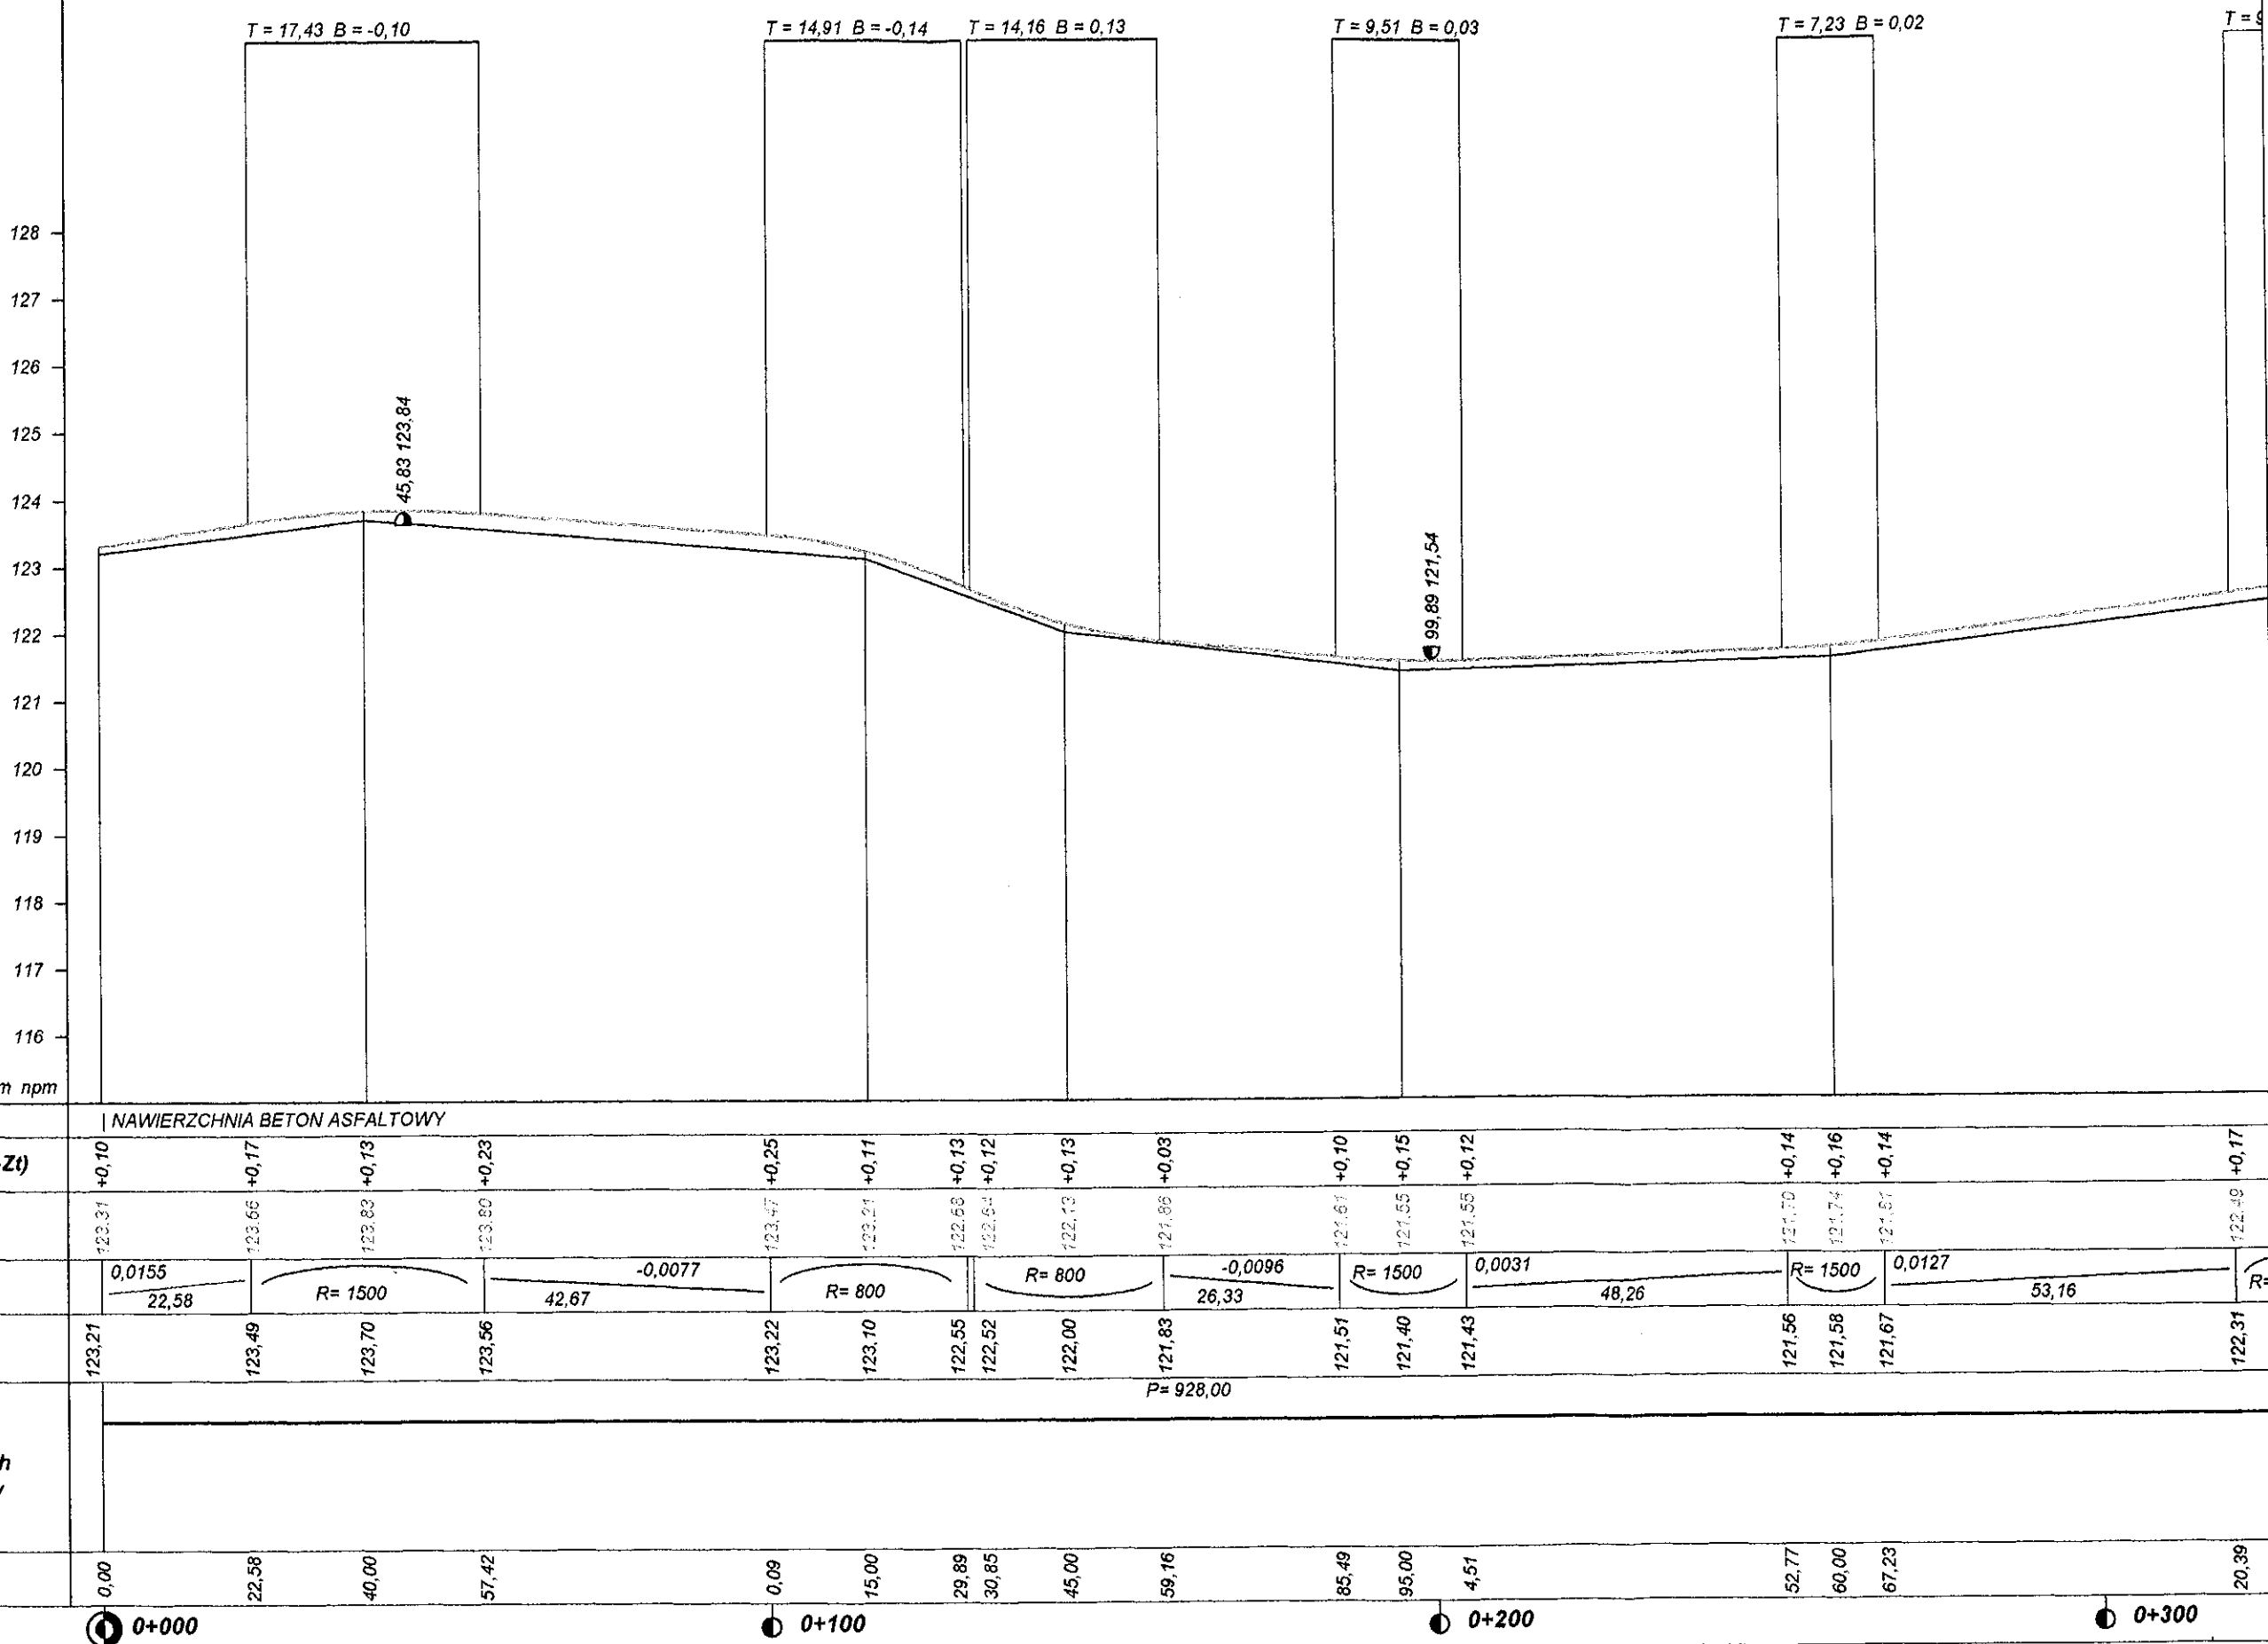 T = 17,43 B = -0,10
T = 14,91 B = -0,14
T = 14,16 B = 0,13
T = 9,51 B = 0,03
T = 7,23 B = 0,02
128
127
126
125
124
123
122
121
120
119
118
117
116
45,83 123,84
99,89 121,54
m npm
NAWIERZCHNIA BETON ASFALTOWY
Zt) +0,10 +0,17 +0,13 +0,23 +0,25 +0,11 +0,13 +0,12 +0,13 +0,03 +0,10 +0,15 +0,12 +0,14 +0,16 +0,14 +0,17
123.31 123.66 123.83 123.80 123.47 123.21 122.68 122.64 122.13 121.86 121.61 121.55 121.55 121.70 121.74 121.81 122.49
0,0155 -0,0077 R= 800 -0,0096 R= 1500 0,0031 R= 1500 0,0127
22,58 R= 1500 42,67 R= 800 26,33 48,26 53,16 R=
123,21 123,49 123,70 123,56 123,22 123,10 122,55 122,52 122,00 121,83 121,51 121,40 121,43 121,56 121,58 121,67 122,31
P= 928,00
h
0,00 22,58 40,00 57,42 0,09 15,00 29,89 30,85 45,00 59,16 85,49 95,00 4,51 52,77 60,00 67,23 20,39
0+000 0+100 0+200 0+300